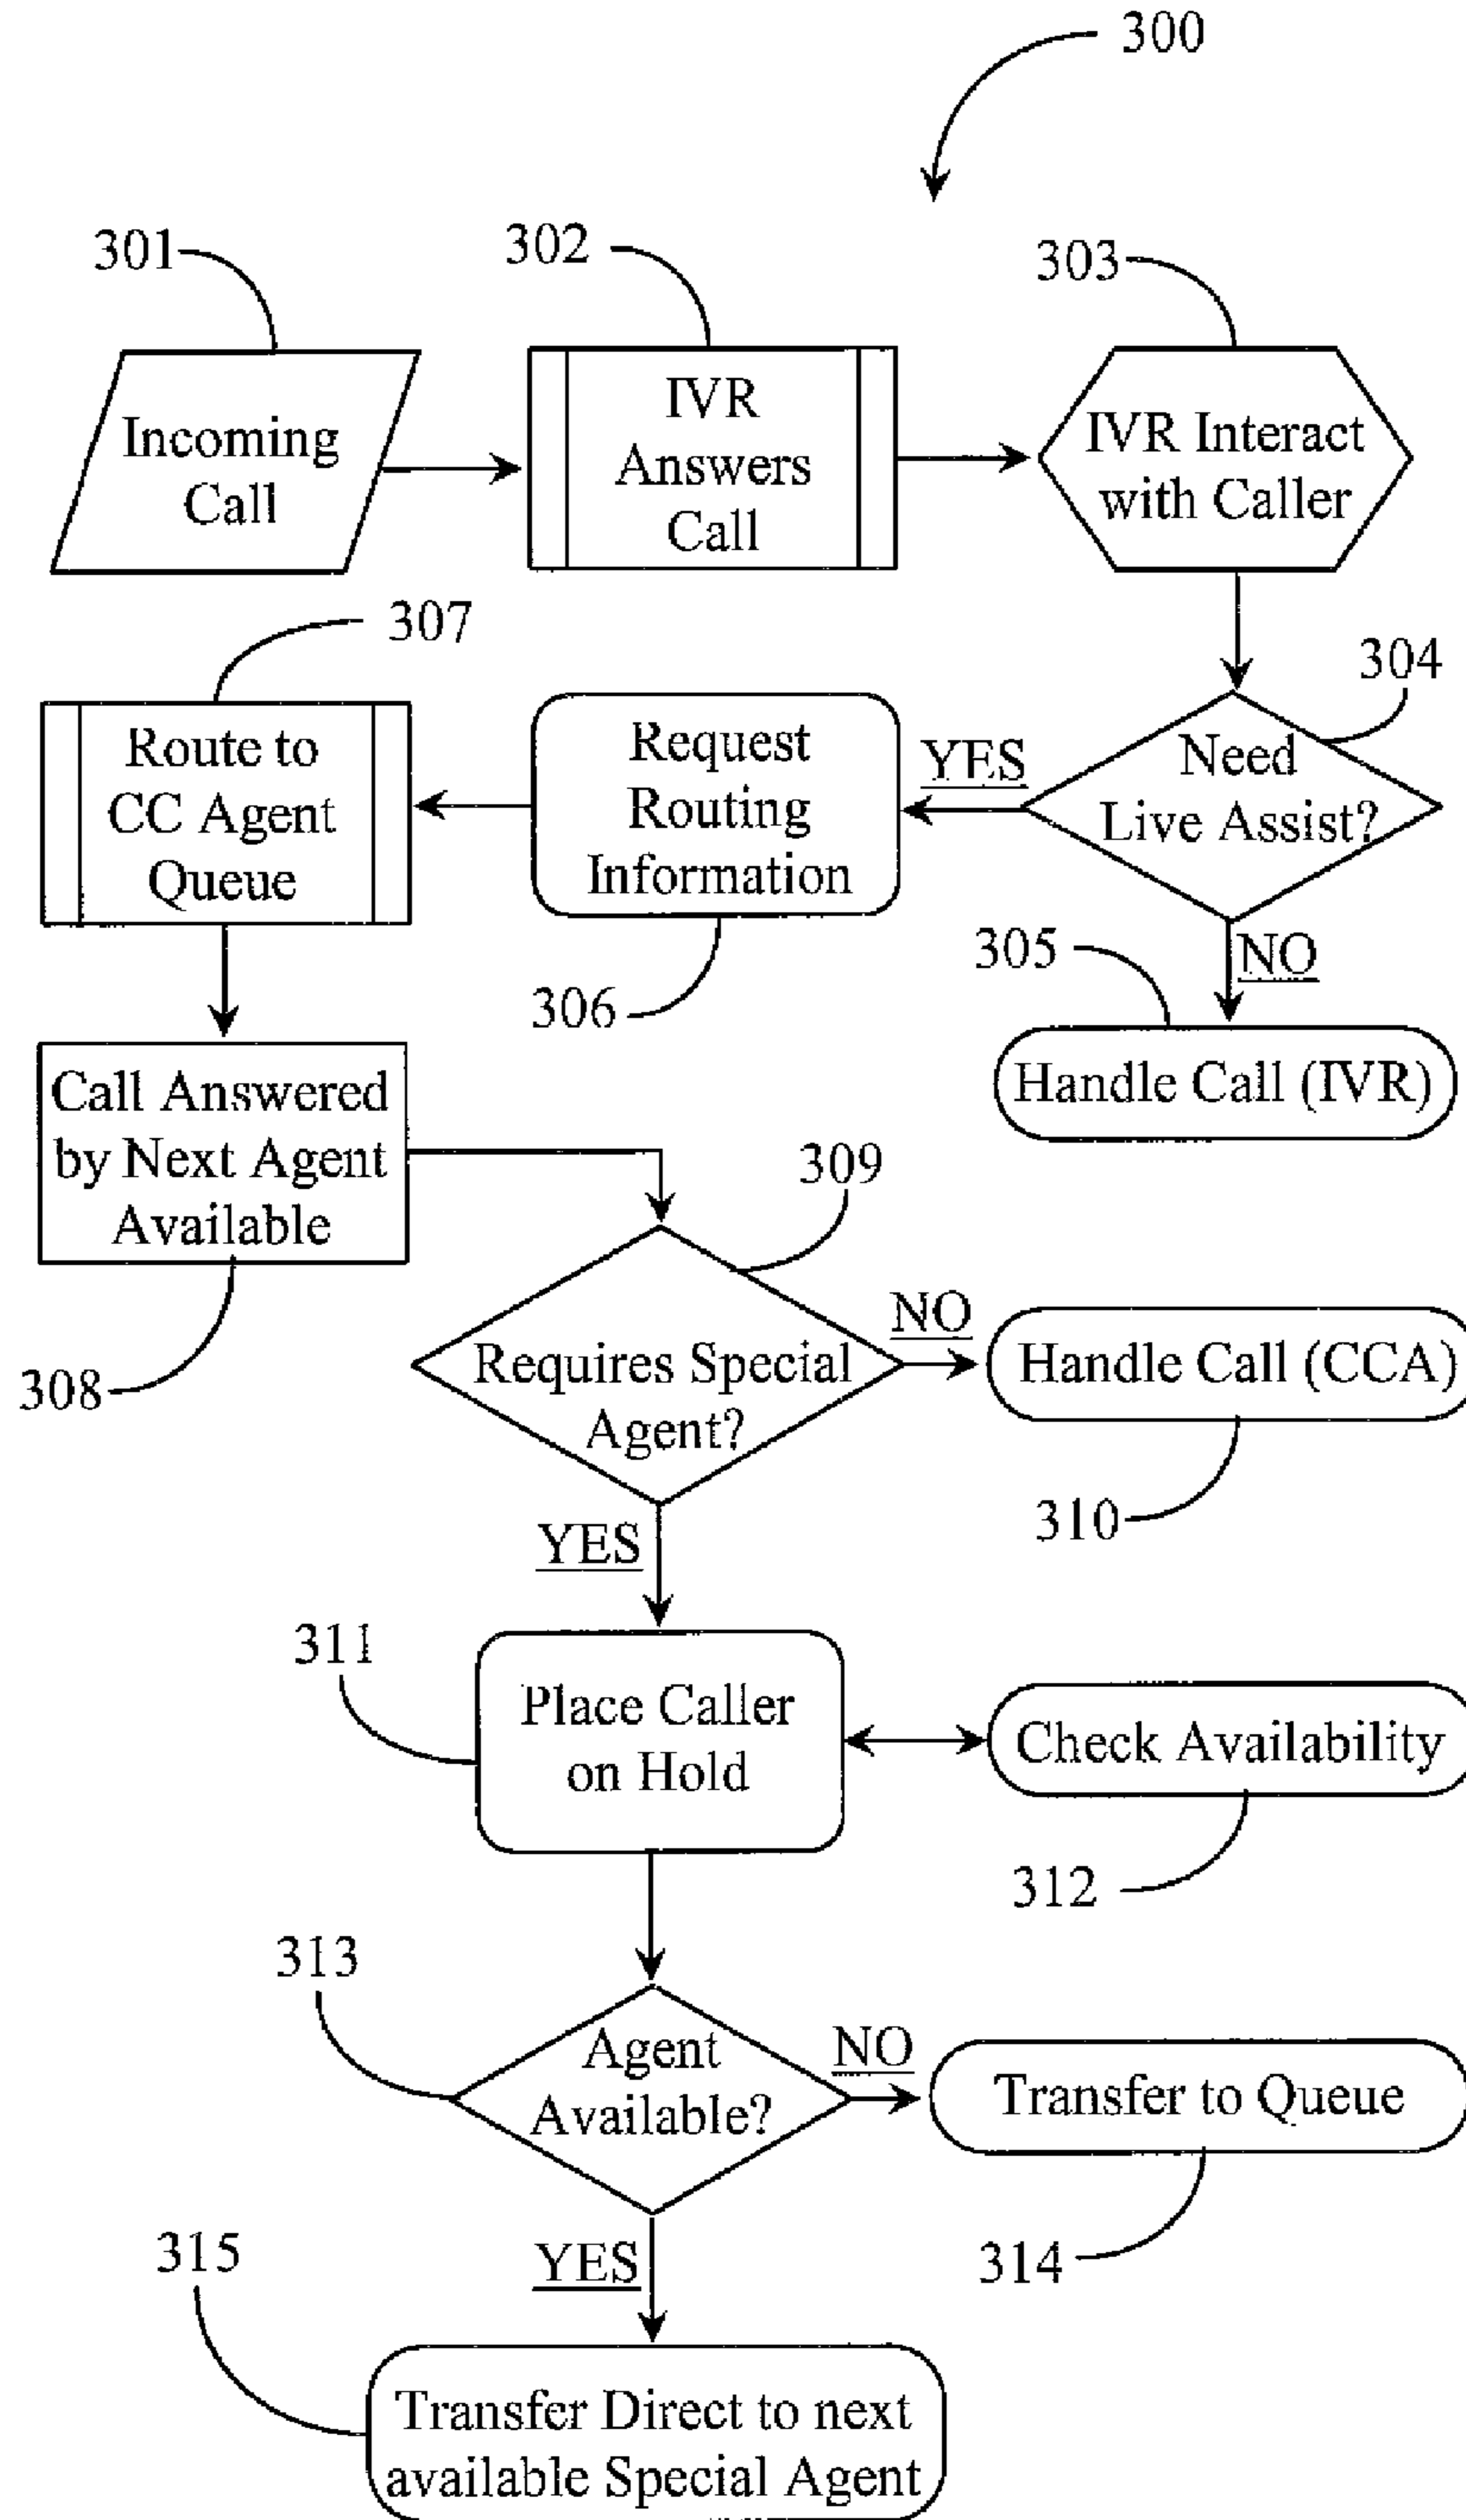 300
301
302
303
Incoming
Call
IVR
Answers
Call
IVR Interact
with Caller
307
304
Route to
CC Agent
Queue
Request
Routing
Information
YES
Need
Live Assist?
306
305
NO
Handle Call (IVR)
Call Answered
by Next Agent
Available
309
308
Requires Special
Agent?
NO
Handle Call (CCA)
310
YES
311
Place Caller
on Hold
Check Availability
312
313
Agent
Available?
NO
Transfer to Queue
314
315
YES
Transfer Direct to next
available Special Agent